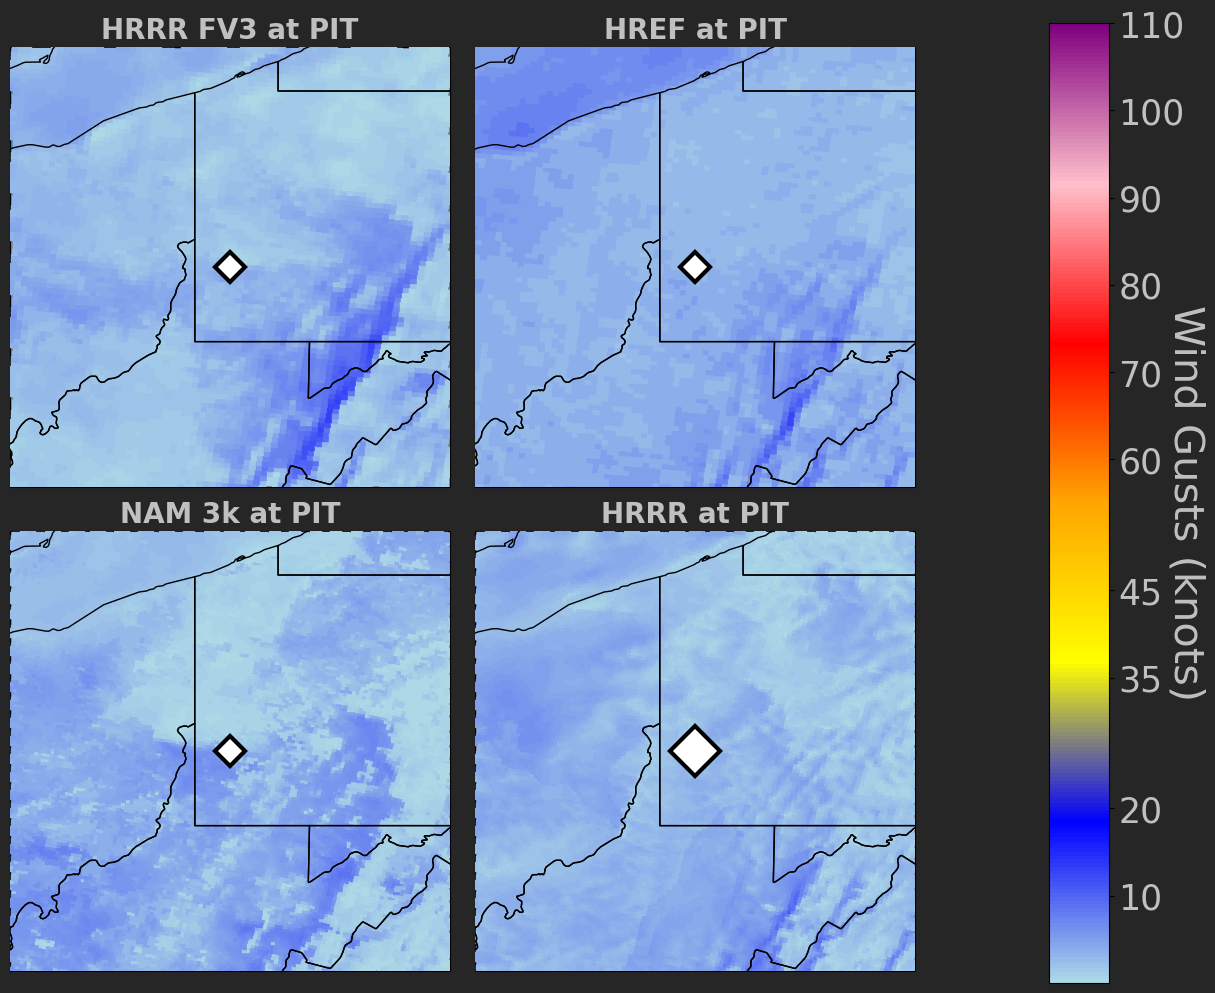 HRRR FV3 at PIT
HREF at PIT
NAM 3k at PIT
HRRR at PIT
110
100
90
80
70
60
45
35
20
10
Wind Gusts (knots)